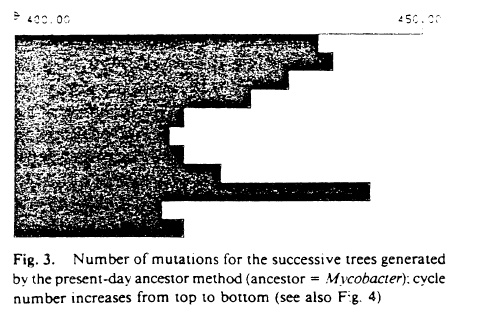 400.00 450.00
Fig. 3. Number of mutations for the successive trees generated
by the present-day ancestor method (ancestor = Mycobacter); cycle
number increases from top to bottom (see also Fig. 4)